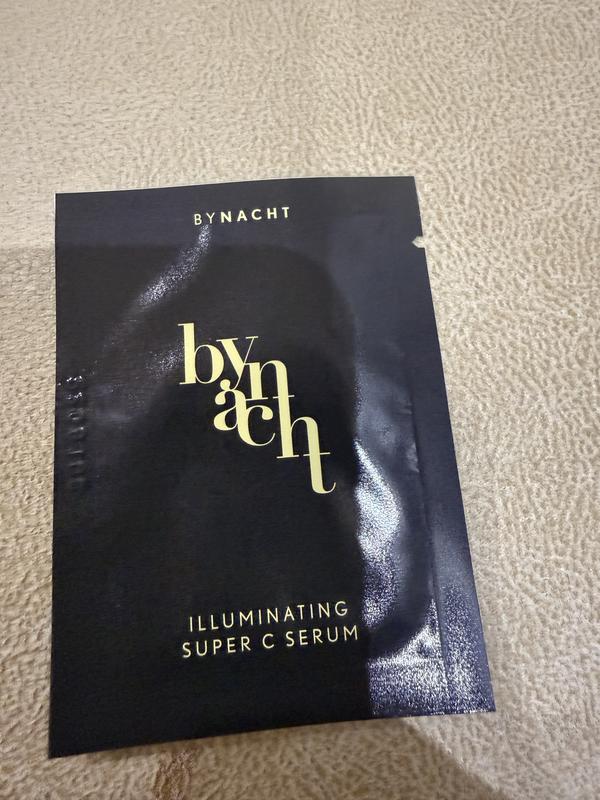 BYNACHT
bynacht
ILLUMINATING
SUPER C SERUM